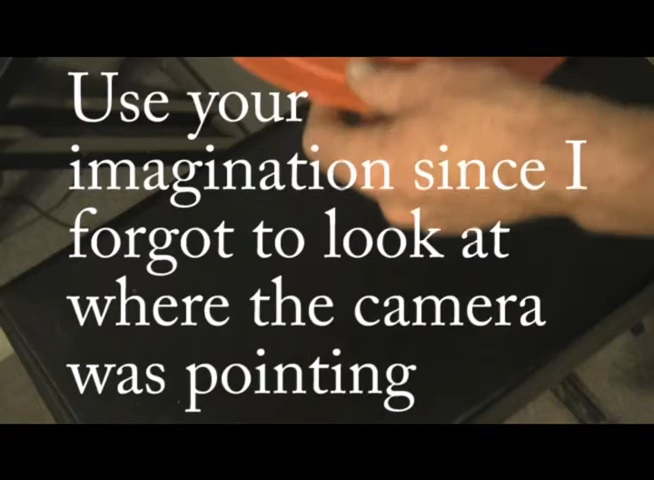 Use your
imagination since I
forgot to look at
where the camera
was pointing